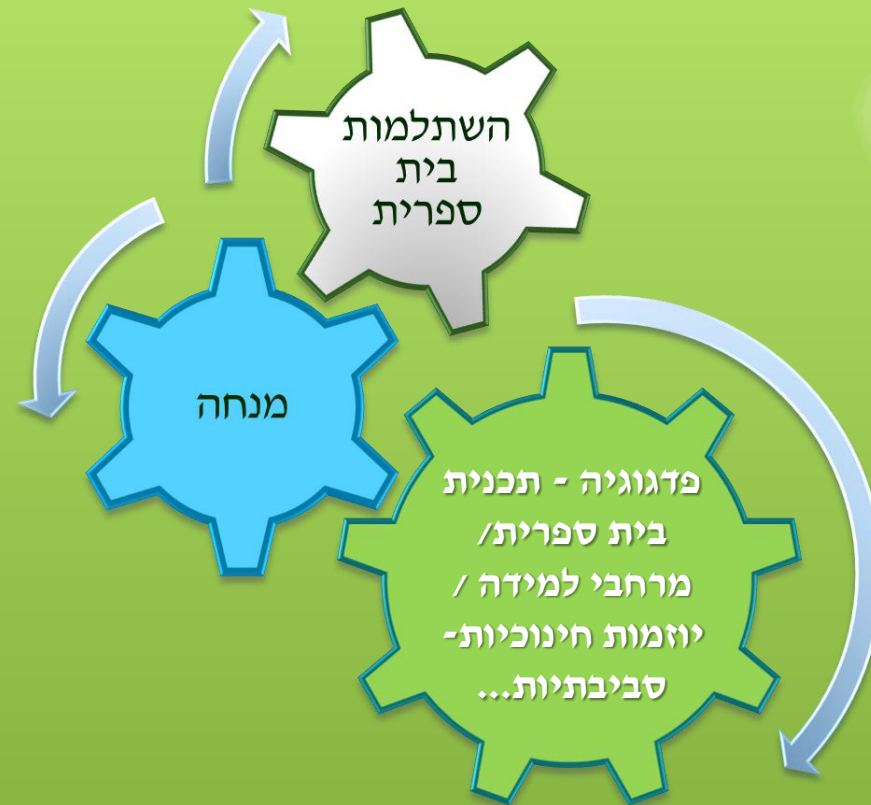 השתלמות
בית
ספרית
מנחה
פדגוגיה - תכנית
בית ספרית/
מרחבי למידה /
יוזמות חינוכיות-
סביבתיות...